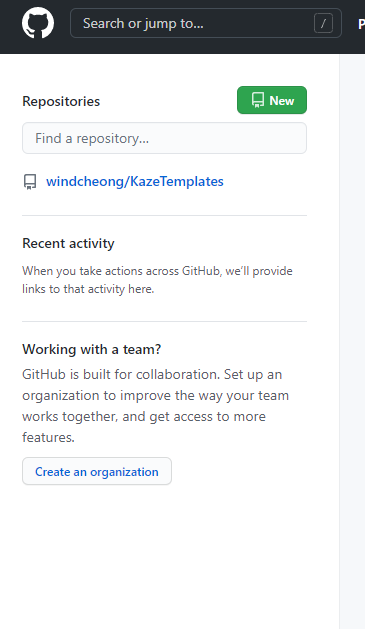 Search or jump to...
/
P
Repositories
New
Find a repository...
windcheong/KazeTemplates
Recent activity
When you take actions across GitHub, we'll provide
links to that activity here.
Working with a team?
GitHub is built for collaboration. Set up an
organization to improve the way your team
works together, and get access to more
features.
Create an organization